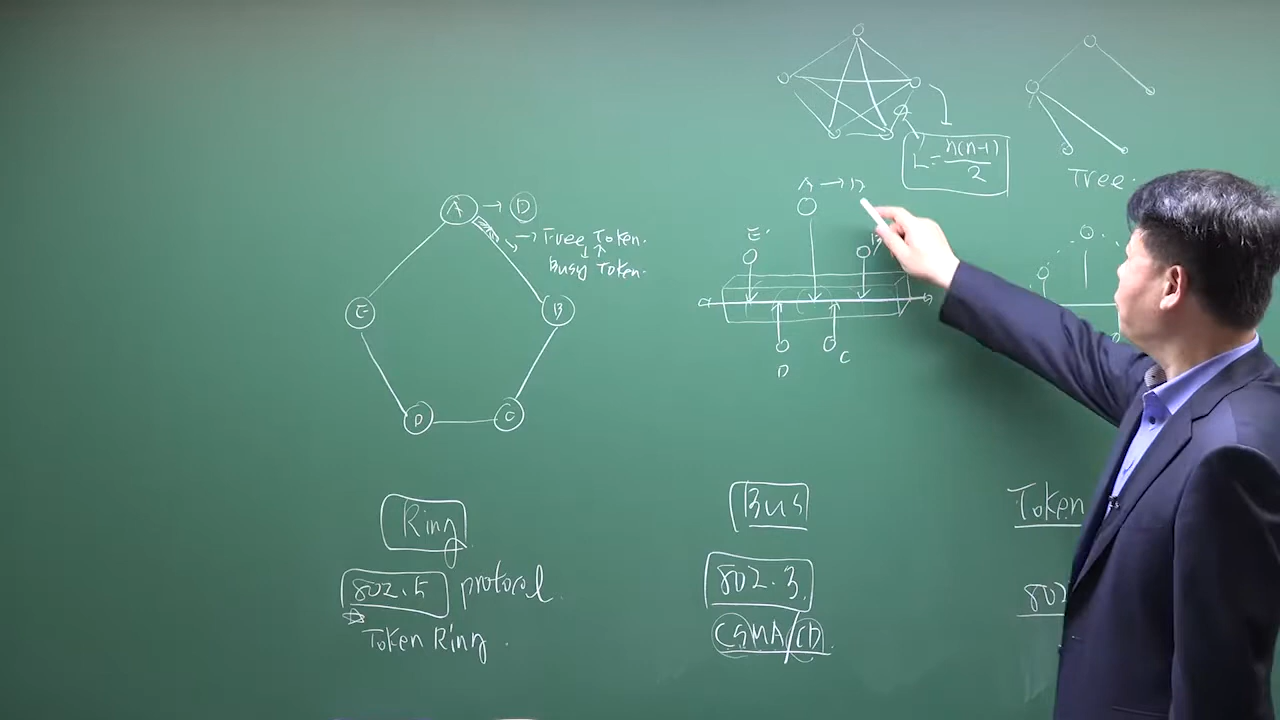 L = n(n-1)/2
Tree.
A → D
E
B
D
C
A → D
→ Free Token.
Busy Token.
E
B
D
C
Ring
802.5 protocol.
Token Ring.
Bus
802.3
CSMA/CD
Token
802